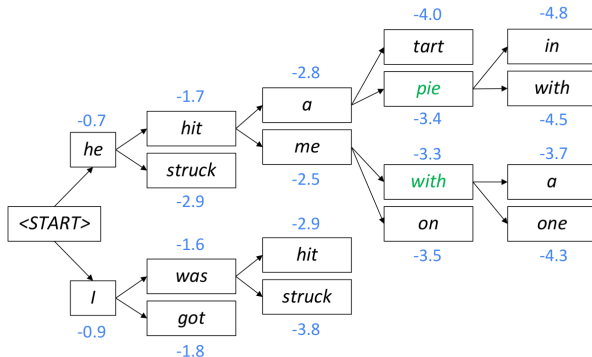 -4.0 -4.8
tart in
-2.8
-1.7 a pie with
-0.7 hit -3.4 -4.5
he me -3.3 -3.7
struck -2.5 with a
<START> -2.9 -2.9 on one
-1.6 hit -3.5 -4.3
was
I struck
got
-0.9 -3.8
-1.8